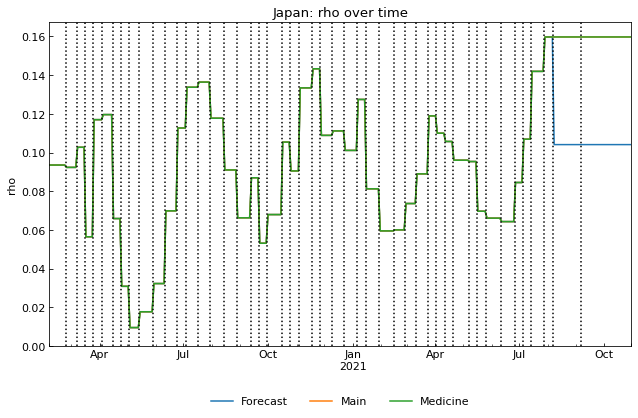 Japan: rho over time
rho
0.16
0.14
0.12
0.10
0.08
0.06
0.04
0.02
0.00
Apr Jul Oct Jan Apr Jul Oct
2021
Forecast Main Medicine